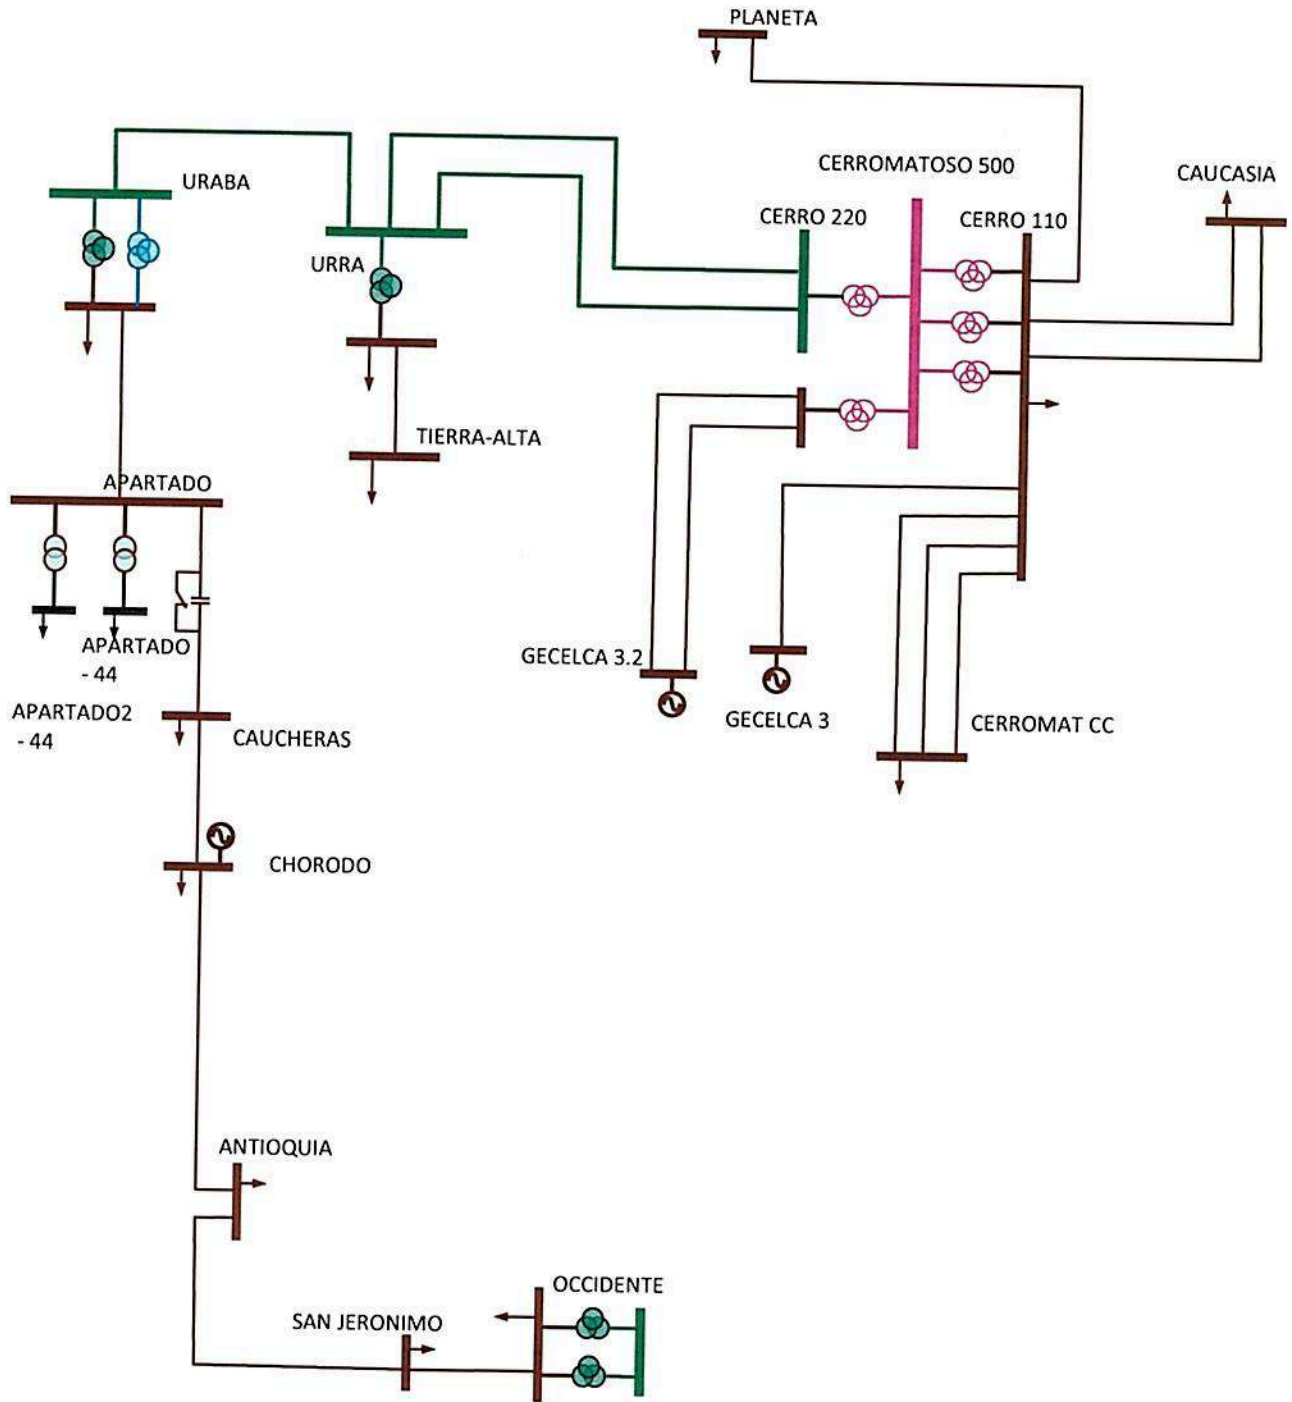 PLANETA
CERROMATOSO 500
CAUCASIA
URABA
CERRO 220
CERRO 110
URRA
TIERRA-ALTA
APARTADO
APARTADO
- 44
GECELCA 3.2
GECELCA 3
CERROMAT CC
APARTADO2
- 44
CAUCHERAS
CHORODO
ANTIOQUIA
OCCIDENTE
SAN JERONIMO